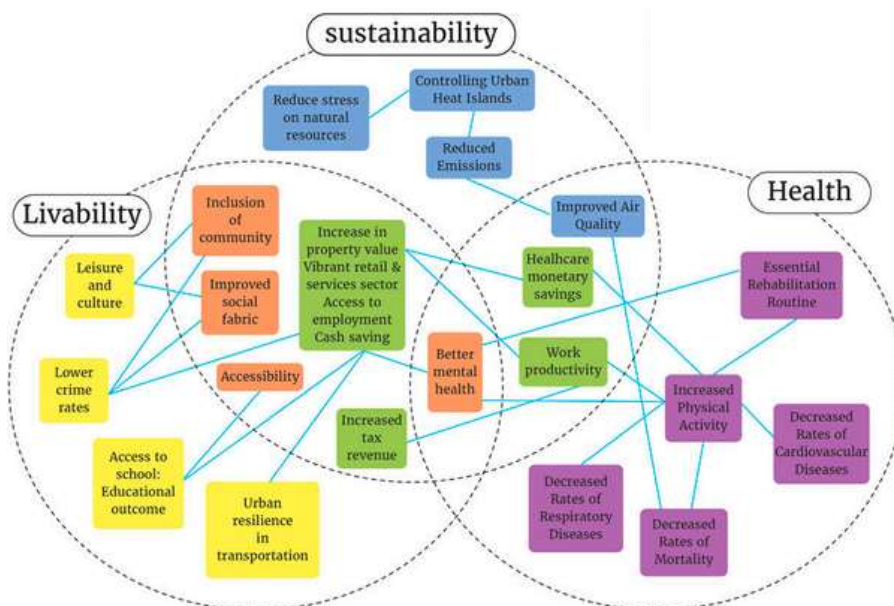 sustainability
Controlling Urban
Heat Islands
Reduce stress
on natural
resources
Reduced
Emissions
Livability
Health
Inclusion of
community
Improved Air
Quality
Increase in
property value
Vibrant retail &
services sector
Access to
employment
Cash saving
Leisure
and
culture
Improved
social
fabric
Healthcare
monetary
savings
Essential
Rehabilitation
Routine
Lower
crime
rates
Accessibility
Better
mental
health
Work
productivity
Increased
Physical
Activity
Increased
tax
revenue
Decreased
Rates of
Cardiovascular
Diseases
Access to
school:
Educational
outcome
Urban
resilience
in
transportation
Decreased
Rates of
Respiratory
Diseases
Decreased
Rates of
Mortality